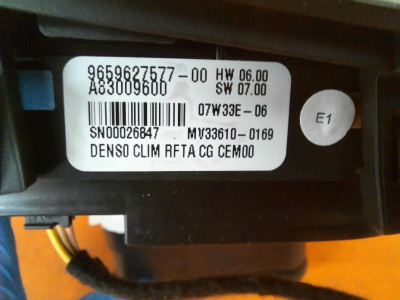 9659627577-00 HW 06.00
A83009600 SW 07.00
07W33E-06
SN00026847 MV33610-0169
DENSO CLIM RFTA CG CEM00
E1